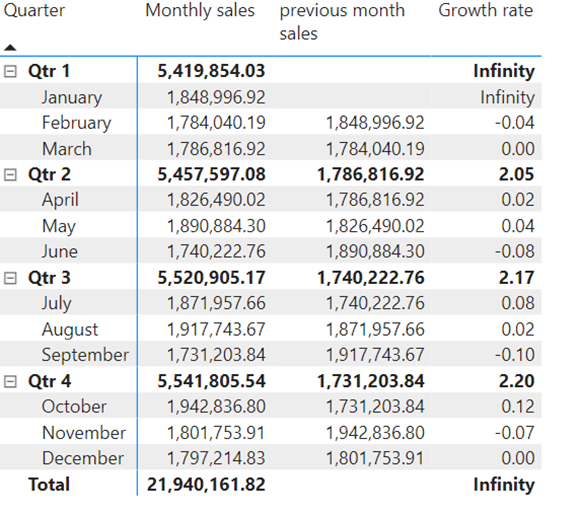 Quarter Monthly sales previous month sales Growth rate
Qtr 1 5,419,854.03 Infinity
January 1,848,996.92 Infinity
February 1,784,040.19 1,848,996.92 -0.04
March 1,786,816.92 1,784,040.19 0.00
Qtr 2 5,457,597.08 1,786,816.92 2.05
April 1,826,490.02 1,786,816.92 0.02
May 1,890,884.30 1,826,490.02 0.04
June 1,740,222.76 1,890,884.30 -0.08
Qtr 3 5,520,905.17 1,740,222.76 2.17
July 1,871,957.66 1,740,222.76 0.08
August 1,917,743.67 1,871,957.66 0.02
September 1,731,203.84 1,917,743.67 -0.10
Qtr 4 5,541,805.54 1,731,203.84 2.20
October 1,942,836.80 1,731,203.84 0.12
November 1,801,753.91 1,942,836.80 -0.07
December 1,797,214.83 1,801,753.91 0.00
Total 21,940,161.82 Infinity